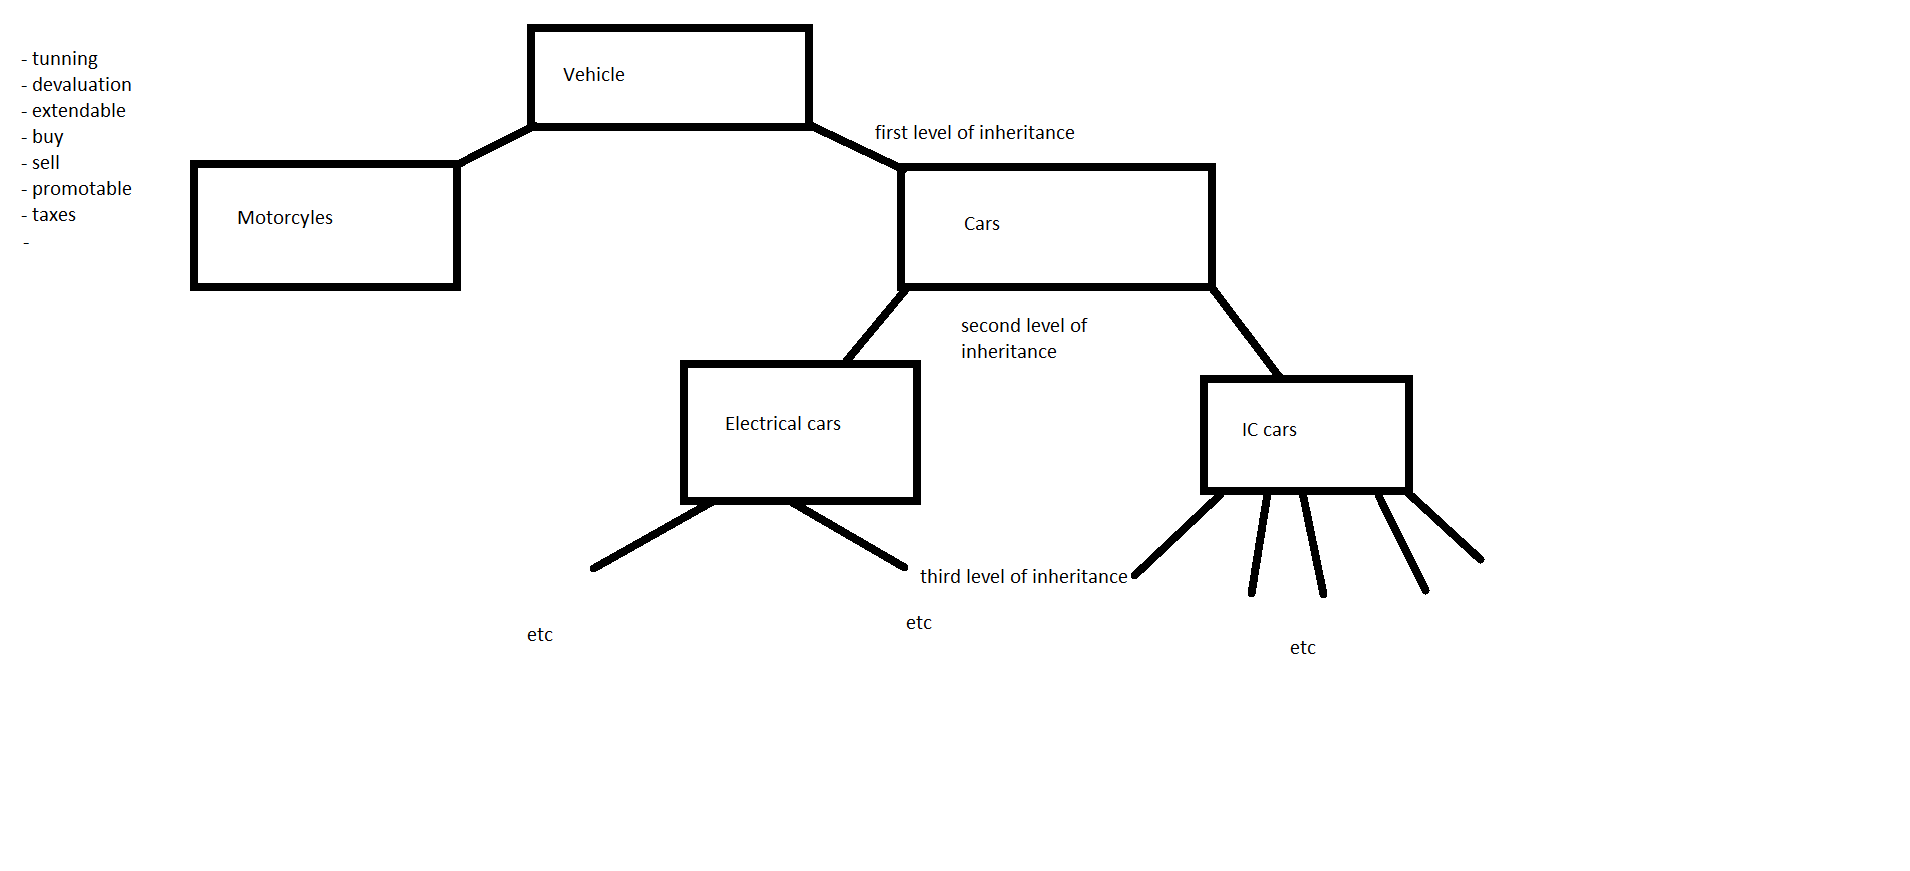 - tunning
- devaluation
- extendable
- buy
- sell
- promotable
- taxes
-
Vehicle
first level of inheritance
Motorcyles
Cars
second level of
inheritance
Electrical cars
IC cars
third level of inheritance
etc
etc
etc